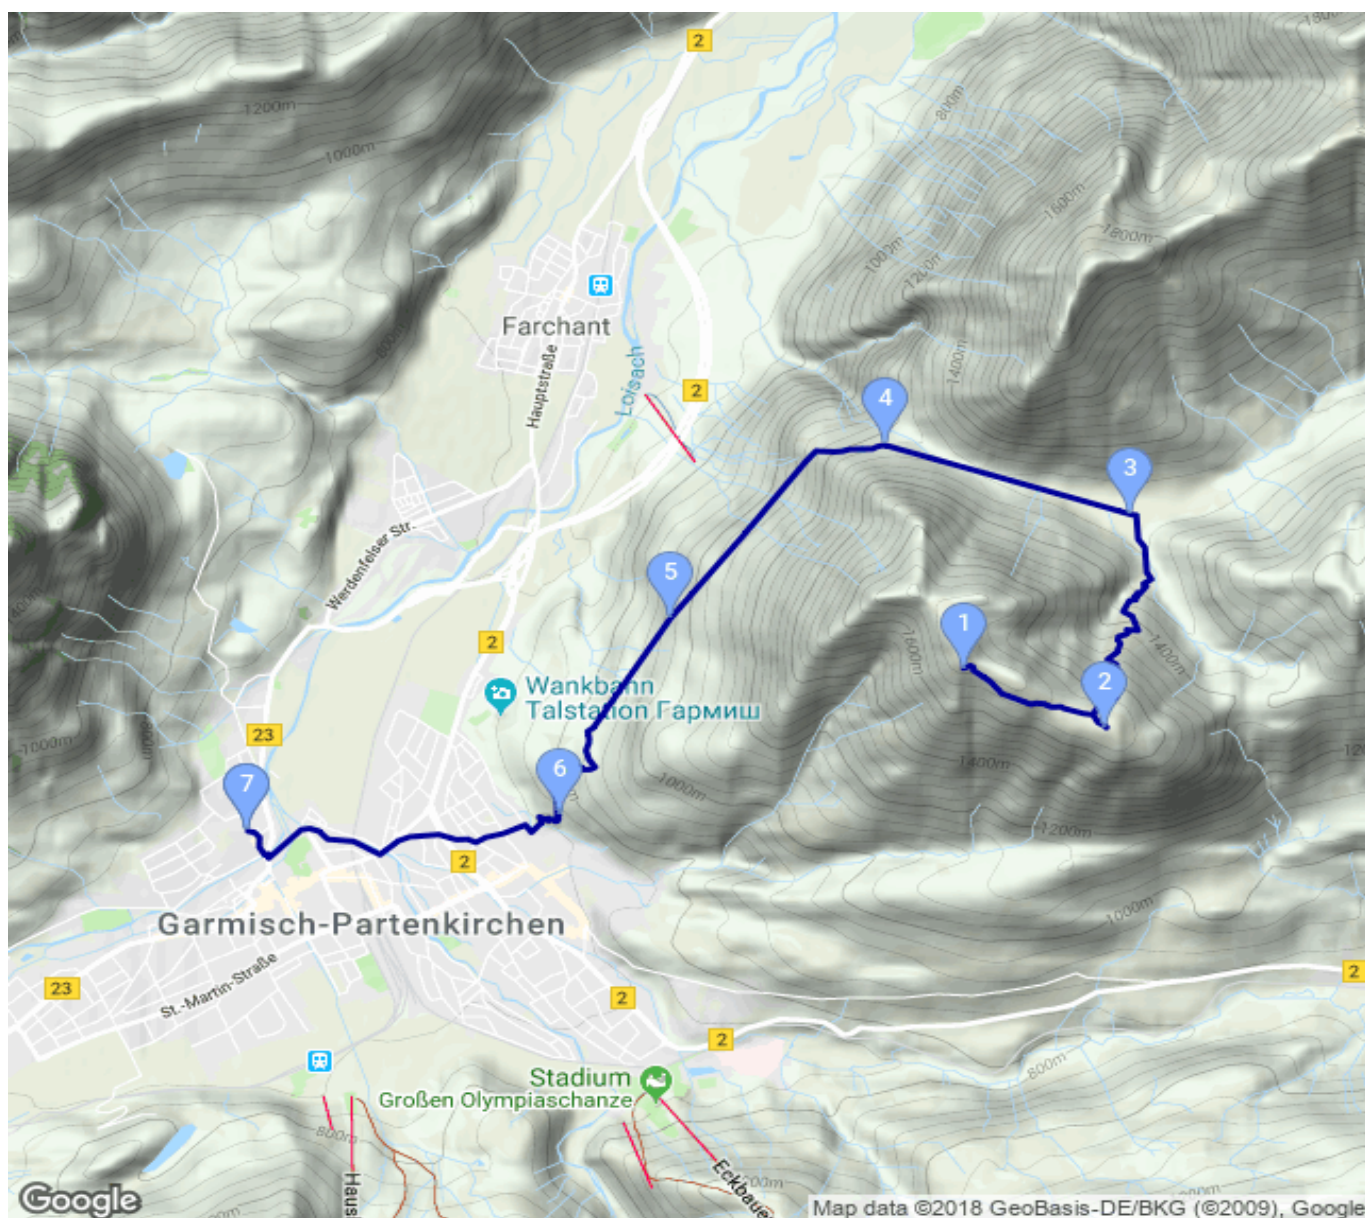 2
1800m
1200m
800m
1000m
1600m
1800m
1000m
1200m
Farchant
Hauptstraße
Loisach
2
1400m
800m
4
3
Werdenfelser Str.
5
2
1
1600m
1400m
2
Wankbahn
Talstation Гармиш
23
1000m
1400m
7
6
1000m
1200m
2
Garmisch-Partenkirchen
1000m
St.-Martin-Straße
23
2
2
2
Stadium
Großen Olympiaschanze
800m
800m
Eckbaue
Google
Map data ©2018 GeoBasis-DE/BKG (©2009), Google